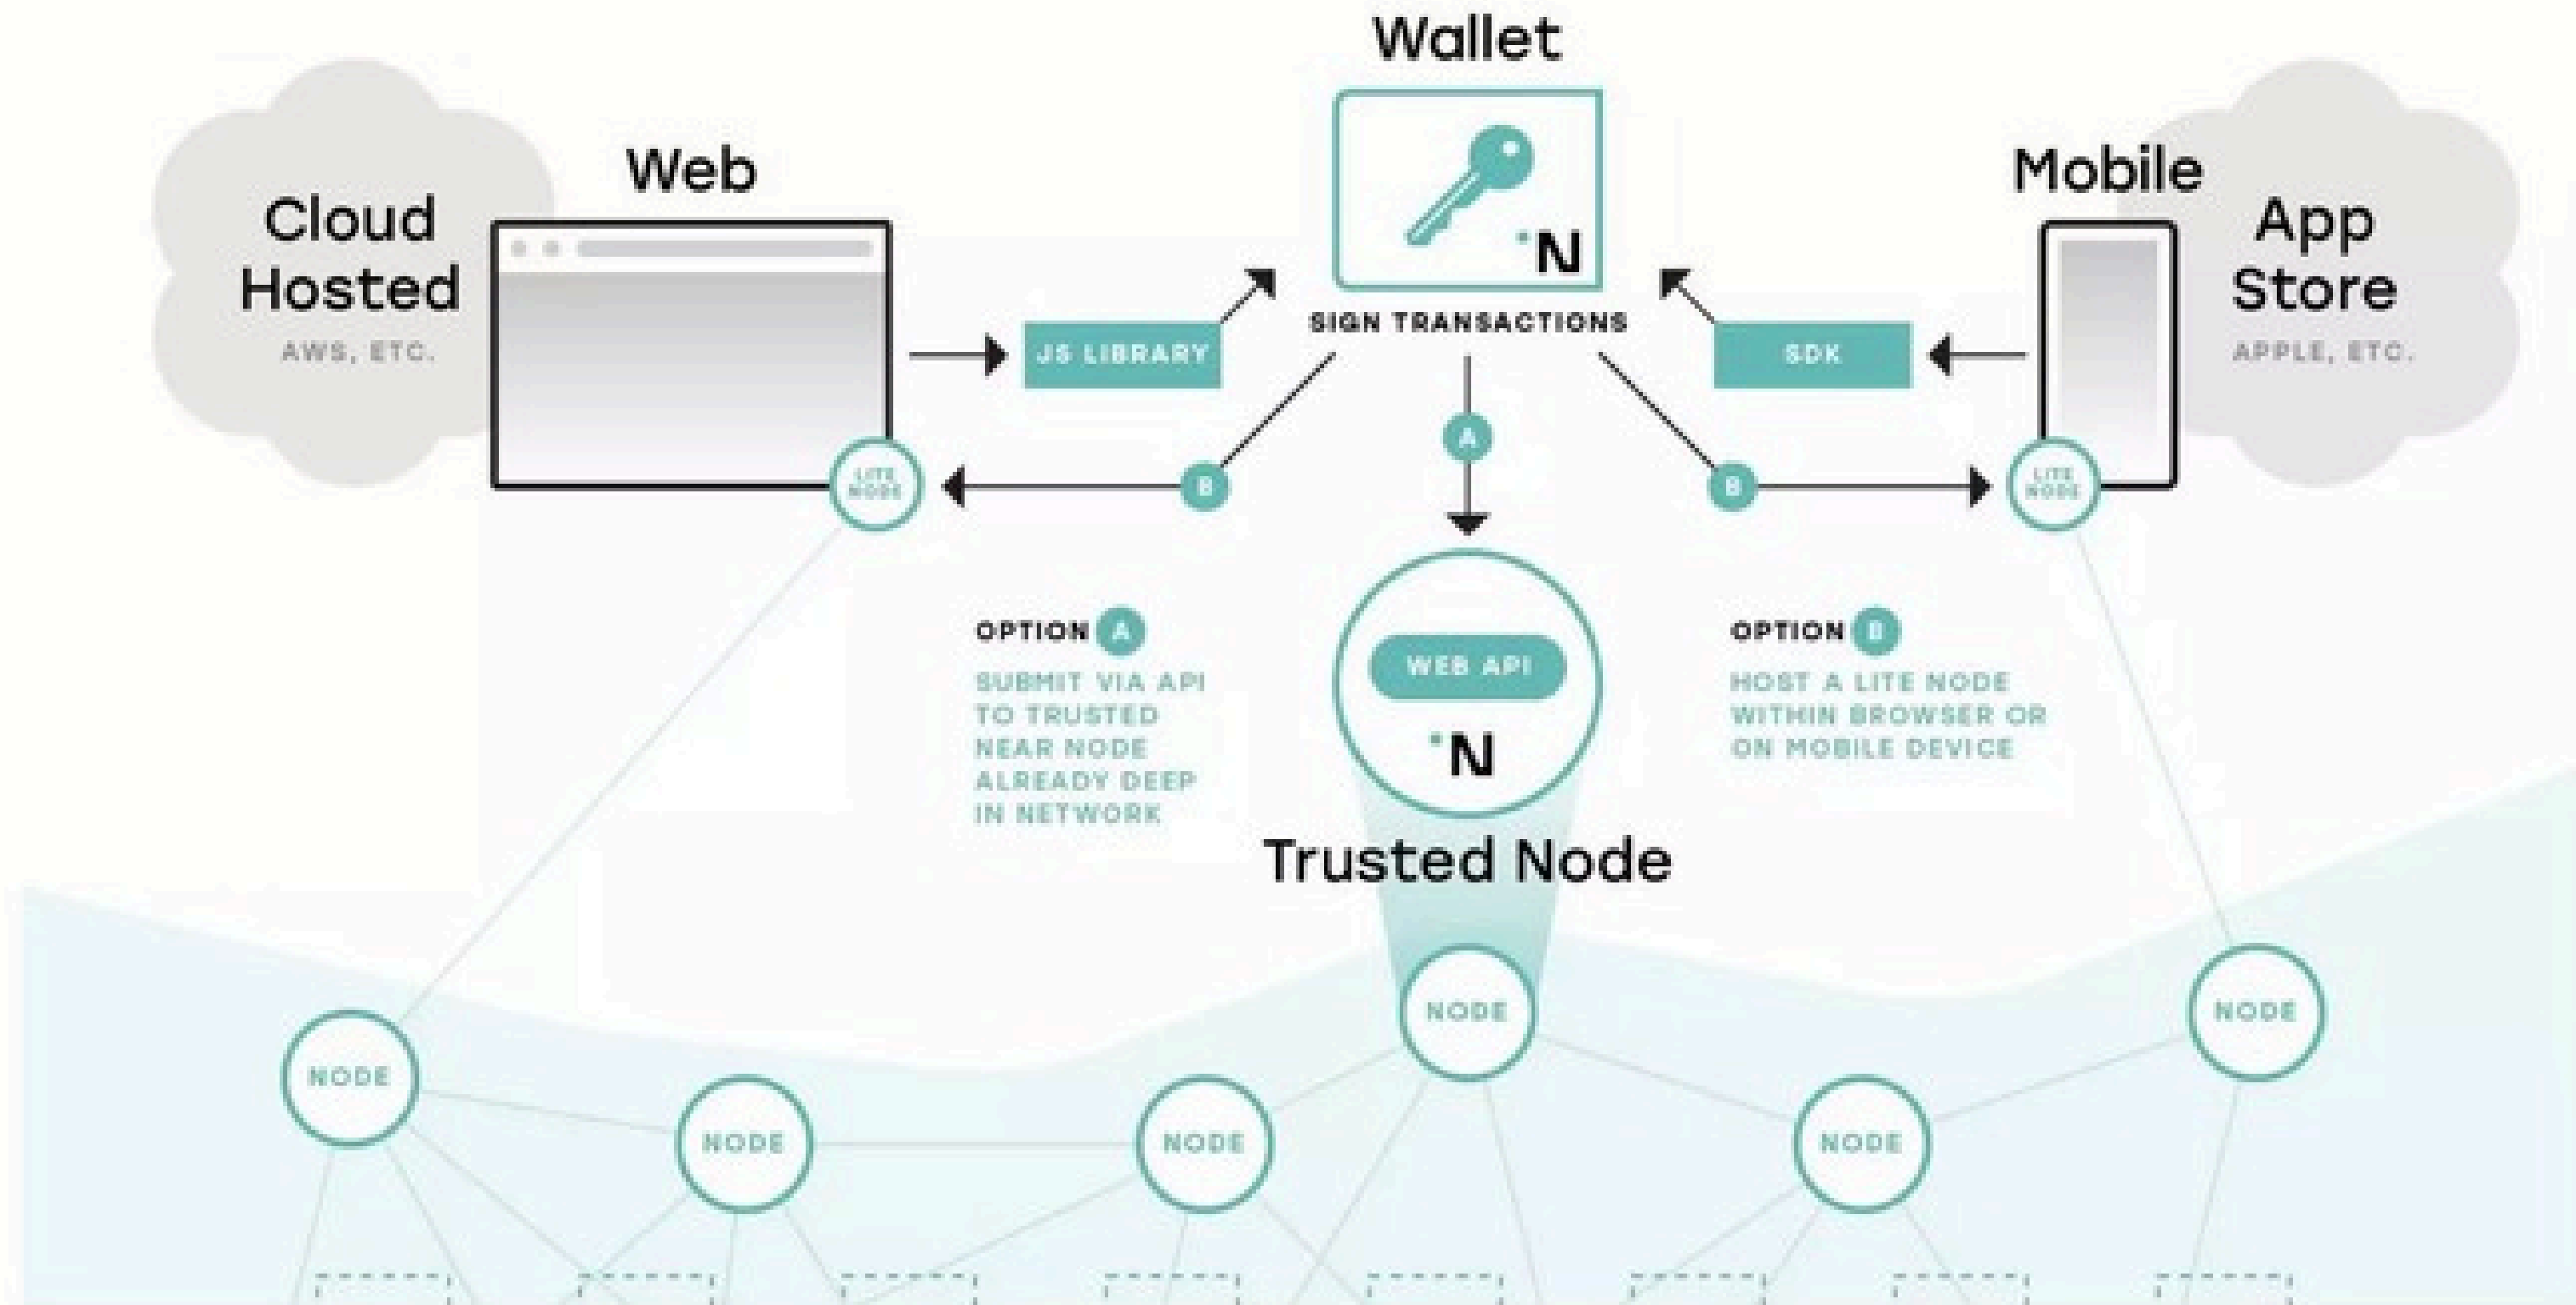 Wallet
Web
Mobile
Cloud
Hosted
AWS, ETC.
App
Store
APPLE, ETC.
N
SIGN TRANSACTIONS
JS LIBRARY
SDK
A
B
B
LITE
NODE
LITE
NODE
OPTION A
SUBMIT VIA API
TO TRUSTED
NEAR NODE
ALREADY DEEP
IN NETWORK
WEB API
N
OPTION B
HOST A LITE NODE
WITHIN BROWSER OR
ON MOBILE DEVICE
Trusted Node
NODE
NODE
NODE
NODE
NODE
NODE